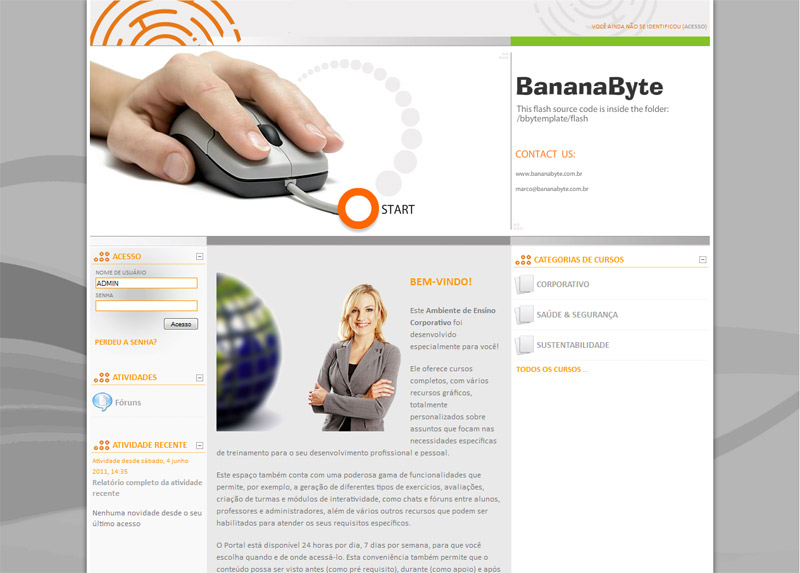 VOCÊ AINDA NÃO SE IDENTIFICOU (ACESSO)
BananaByte
This flash source code is inside the folder:
/bbytemplate/flash
CONTACT US:
www.bananabyte.com.br
marco@bananabyte.com.br
START
ACESSO
NOME DE USUÁRIO
ADMIN
SENHA
Acesso
PERDEU A SENHA?
ATIVIDADES
Fóruns
ATIVIDADE RECENTE
Atividade desde sábado, 4 junho
2011, 14:35
Relatório completo da atividade
recente
Nenhuma novidade desde o seu
último acesso
BEM-VINDO!
Este Ambiente de Ensino
Corporativo foi
desenvolvido
especialmente para você!
Ele oferece cursos
completos, com vários
recursos gráficos,
totalmente
personalizados sobre
assuntos que focam nas
necessidades específicas
de treinamento para o seu desenvolvimento profissional e pessoal.
Este espaço também conta com uma poderosa gama de funcionalidades que
permite, por exemplo, a geração de diferentes tipos de exercícios, avaliações,
criação de turmas e módulos de interatividade, como chats e fóruns entre alunos,
professores e administradores, além de vários outros recursos que podem ser
habilitados para atender os seus requisitos específicos.
O Portal está disponível 24 horas por dia, 7 dias por semana, para que você
escolha quando e de onde acessá-lo. Esta conveniência também permite que o
conteúdo possa ser visto antes (como pré requisito), durante (como apoio) e após
CATEGORIAS DE CURSOS
CORPORATIVO
SAÚDE & SEGURANÇA
SUSTENTABILIDADE
TODOS OS CURSOS ...